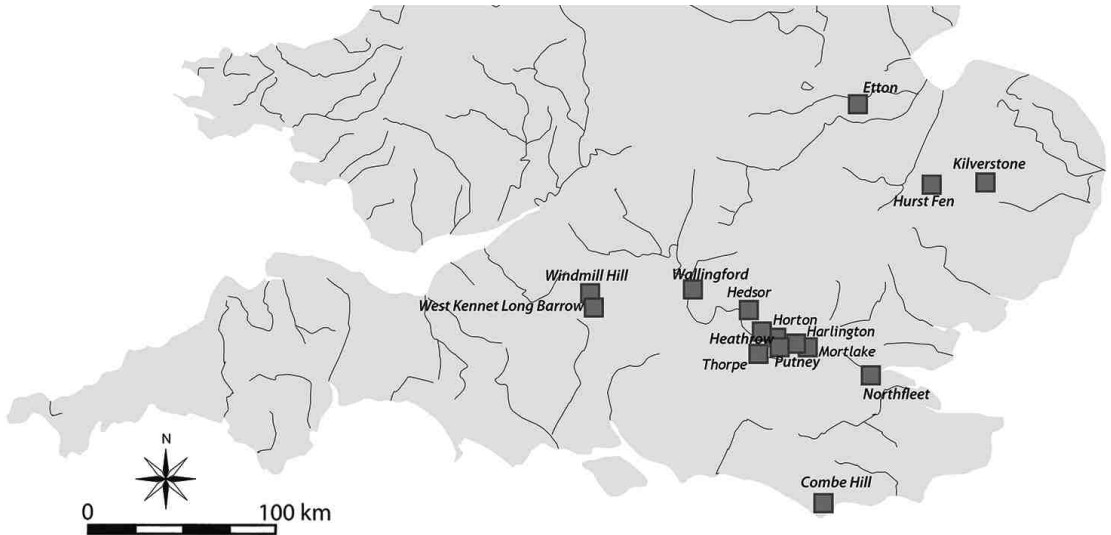 Etton
Kilverstone
Hurst Fen
Windmill Hill
Wallingford
West Kennet Long Barrow
Hedsor
Horton
Heathrow
Harlington
Thorpe
Putney
Mortlake
Northfleet
N
Combe Hill
0
100 km